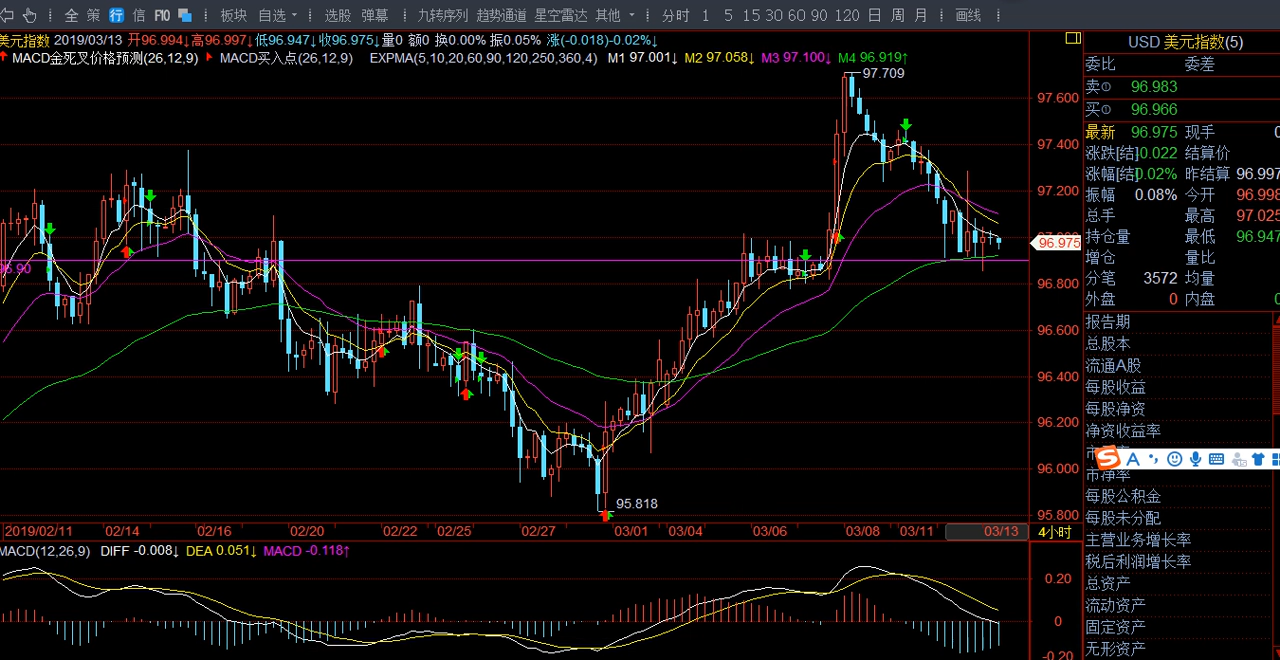 全 策 行 信 F10 板块 自选 选股 弹幕 九转序列 趋势通道 星空雷达 其他 分时 1 5 15 30 60 90 120 日 周 月 画线
美元指数 2019/03/13 开96.994↓高96.997↓低96.947↓收96.975↓量0 额0 换0.00% 振0.05% 涨(-0.018)-0.02%↓
MACD金死叉价格预测(26,12,9) MACD买入点(26,12,9) EXPMA(5,10,20,60,90,120,250,360,4) M1 97.001↓ M2 97.058↓ M3 97.100↓ M4 96.919↑
97.709
97.600
97.400
97.200
96.975
96.800
96.600
96.400
96.200
96.000
95.800
95.818
2019/02/11 02/14 02/16 02/20 02/22 02/25 02/27 03/01 03/04 03/06 03/08 03/11 03/13 4小时
MACD(12,26,9) DIFF -0.008↓ DEA 0.051↓ MACD -0.118↑
0.20
0
-0.20
USD 美元指数(5)
委比 委差
卖① 96.983
买① 96.966
最新 96.975 现手
涨跌[结]0.022 结算价
涨幅[结]0.02% 昨结算 96.997
振幅 0.08% 今开 96.998
总手 最高 97.025
持仓量 最低 96.947
增仓 量比
分笔 3572 均量
外盘 0 内盘
报告期
总股本
流通A股
每股收益
每股净资
净资收益率
市净率
每股公积金
每股未分配
主营业务增长率
税后利润增长率
总资产
流动资产
固定资产
无形资产